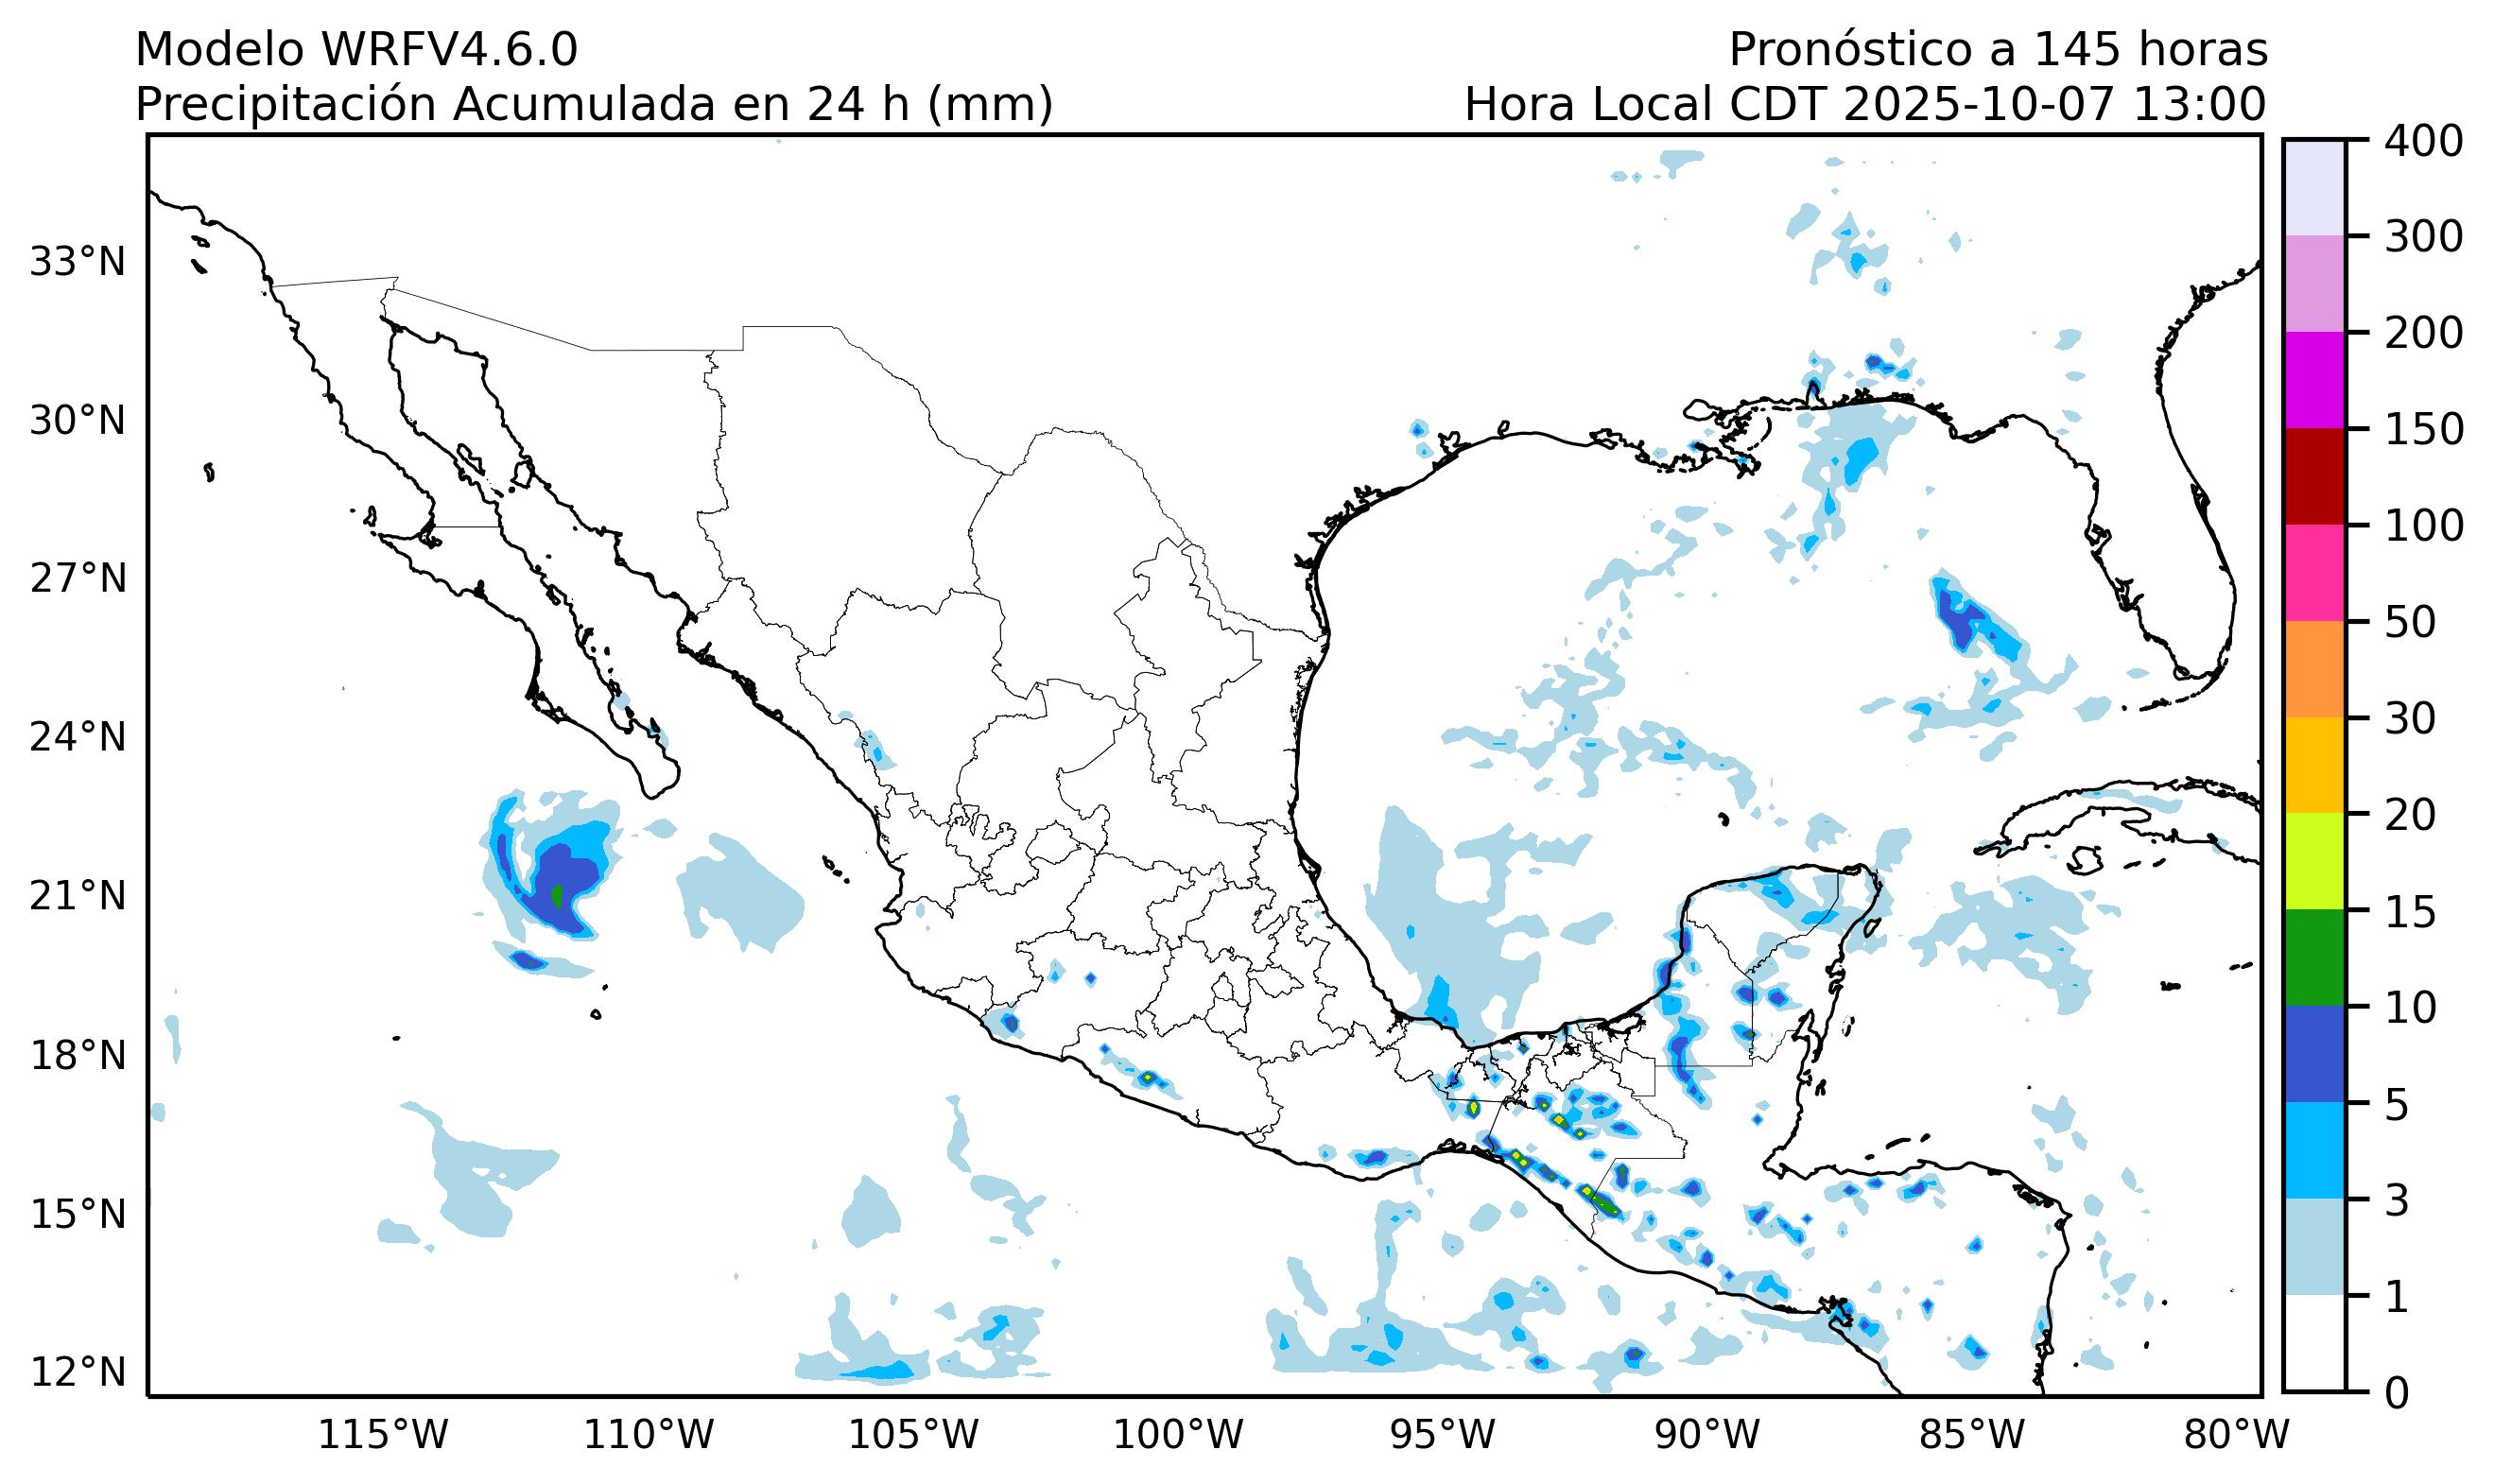 Modelo WRFV4.6.0
Pronóstico a 145 horas
Precipitación Acumulada en 24 h (mm)
Hora Local CDT 2025-10-07 13:00
400
300
200
150
100
50
30
20
15
10
5
3
1
0
33°N
30°N
27°N
24°N
21°N
18°N
15°N
12°N
115°W
110°W
105°W
100°W
95°W
90°W
85°W
80°W